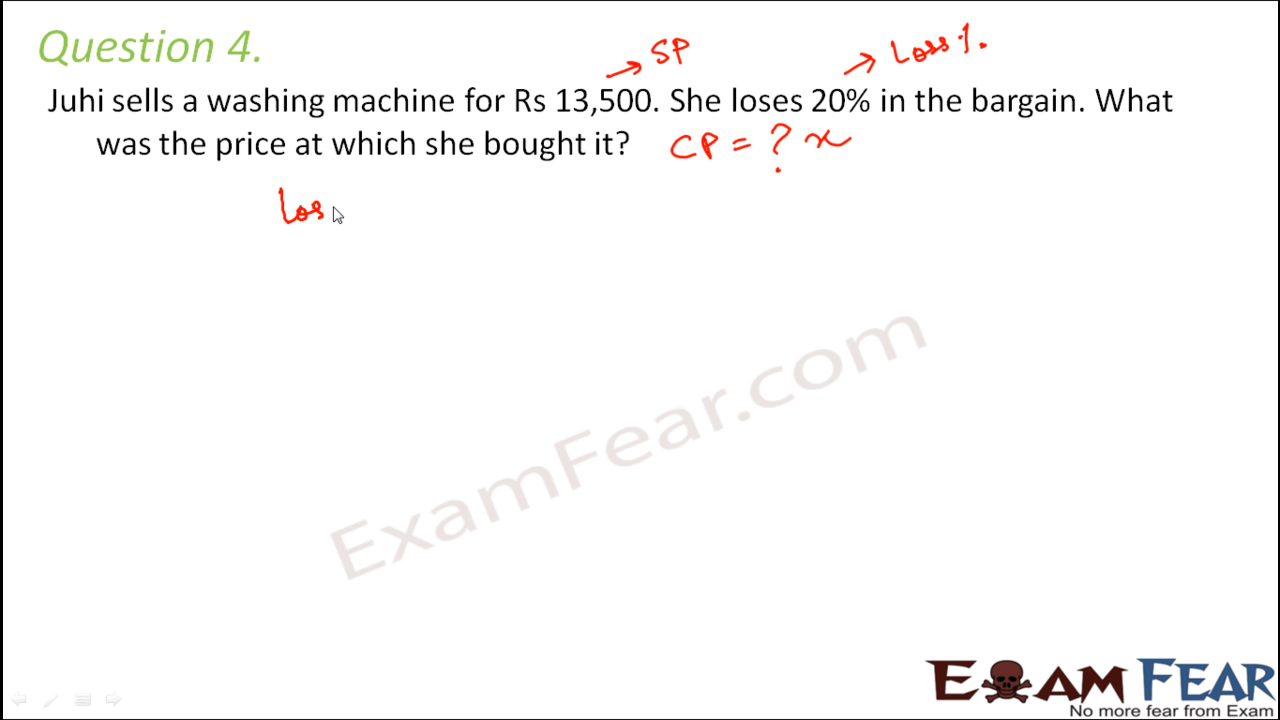 Question 4.
→ SP → Loss %.
Juhi sells a washing machine for Rs 13,500. She loses 20% in the bargain. What
was the price at which she bought it? CP = ? x
Los
ExamFear.com
EXAM FEAR
No more fear from Exam